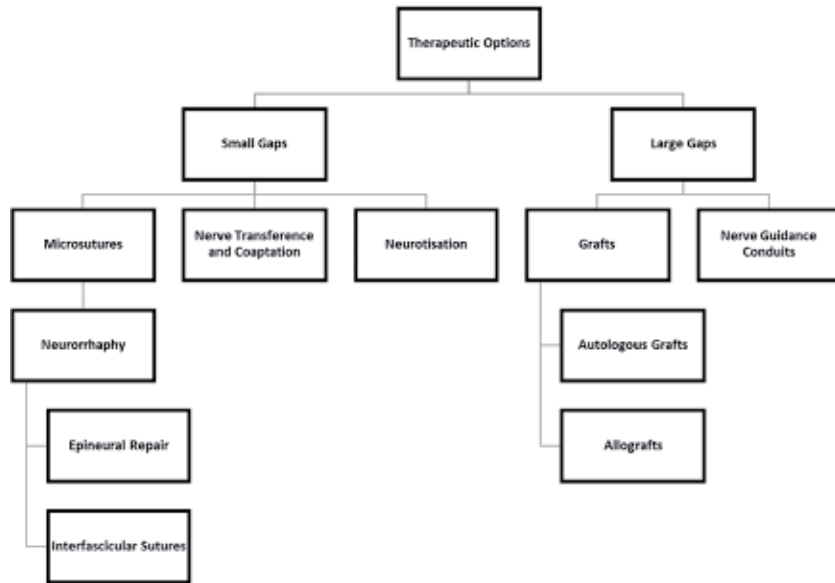 Therapeutic Options
Small Gaps
Large Gaps
Microsutures
Nerve Transference
and Coaptation
Neurotisation
Grafts
Nerve Guidance
Conduits
Neurorrhaphy
Autologous Grafts
Epineural Repair
Allografts
Interfascicular Sutures